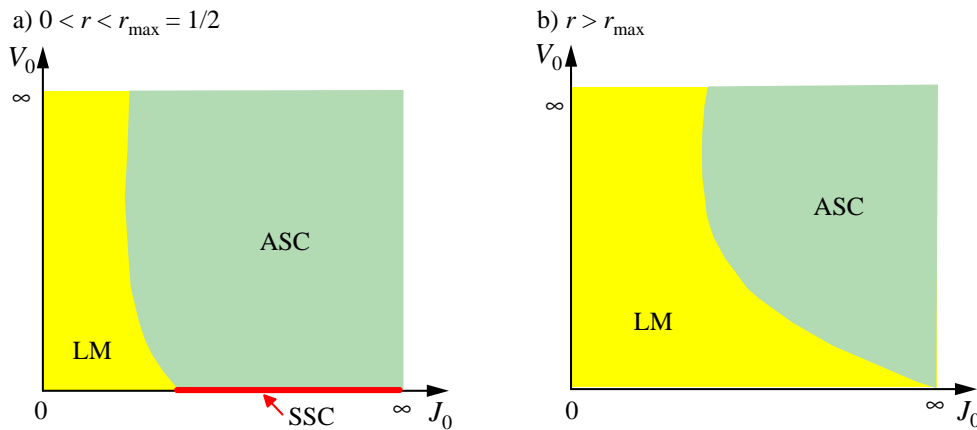 a) 0 < r < r_max = 1/2
V_0
∞
ASC
LM
0
SSC
∞
J_0
b) r > r_max
V_0
∞
ASC
LM
0
∞
J_0